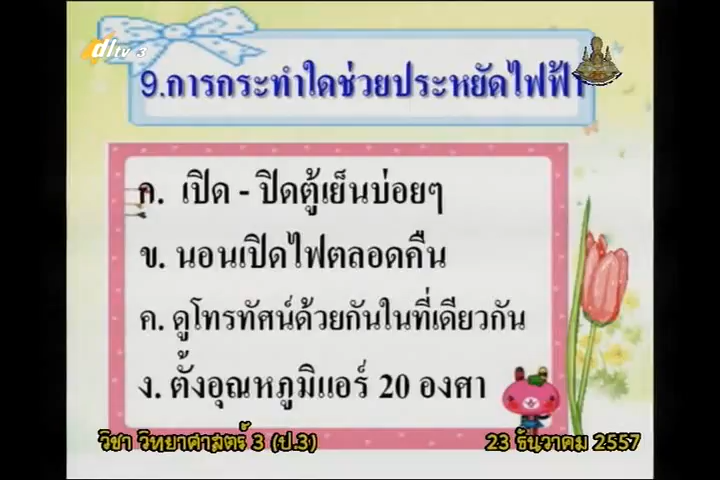 dltv 3
9.การกระทำใดช่วยประหยัดไฟฟ้า
ก. เปิด - ปิดตู้เย็นบ่อยๆ
ข. นอนเปิดไฟตลอดคืน
ค. ดูโทรทัศน์ด้วยกันในที่เดียวกัน
ง. ตั้งอุณหภูมิแอร์ 20 องศา
วิชา วิทยาศาสตร์ 3 (ป.3)
23 ธันวาคม 2557